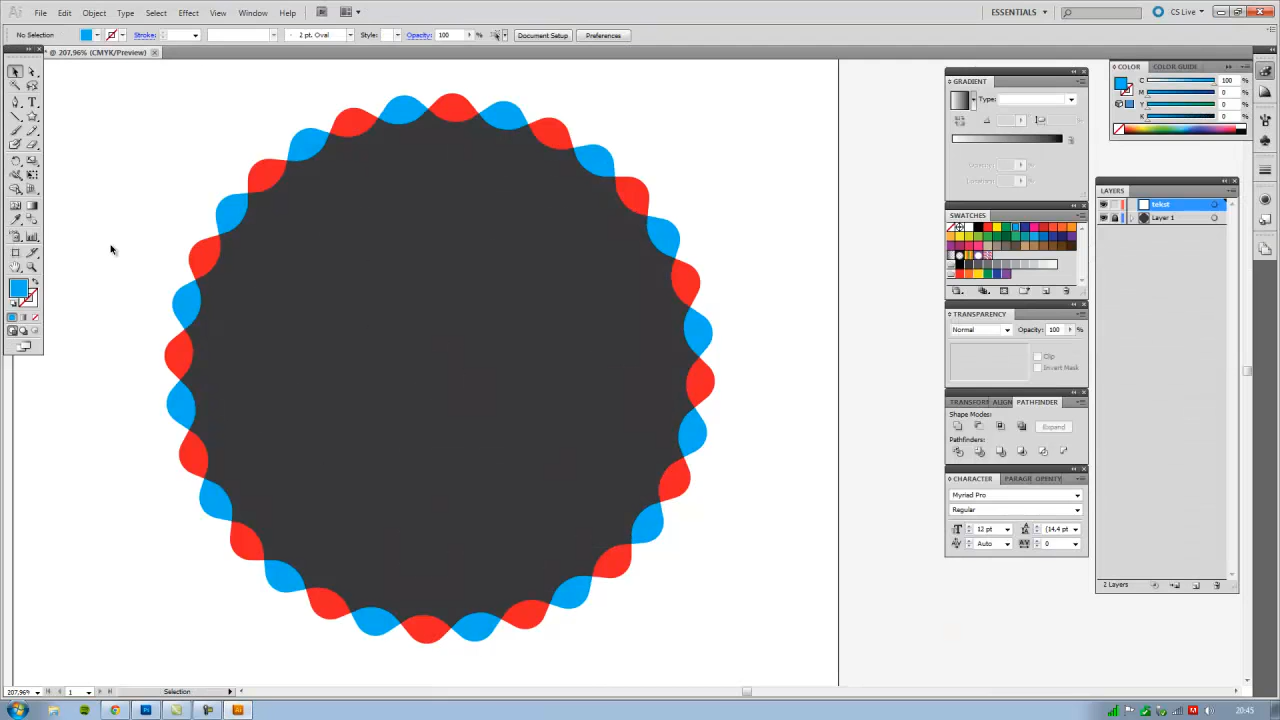 Ai File Edit Object Type Select Effect View Window Help ESSENTIALS CS Live
No Selection Stroke: 2 pt. Oval Style: Opacity: 100 % Document Setup Preferences
@ 207,96% (CMYK/Preview)
GRADIENT
Type:
SWATCHES
TRANSPARENCY
Normal Opacity: 100 %
Clip
Invert Mask
TRANSFORM ALIGN PATHFINDER
Shape Modes:
Expand
Pathfinders:
CHARACTER PARAGR OPENTY
Myriad Pro
Regular
12 pt (14,4 pt
Auto 0
COLOR COLOR GUIDE
C 100 %
M 0 %
Y 0 %
K 0 %
LAYERS
tekst
Layer 1
2 Layers
207,96% 1 Selection
20:45